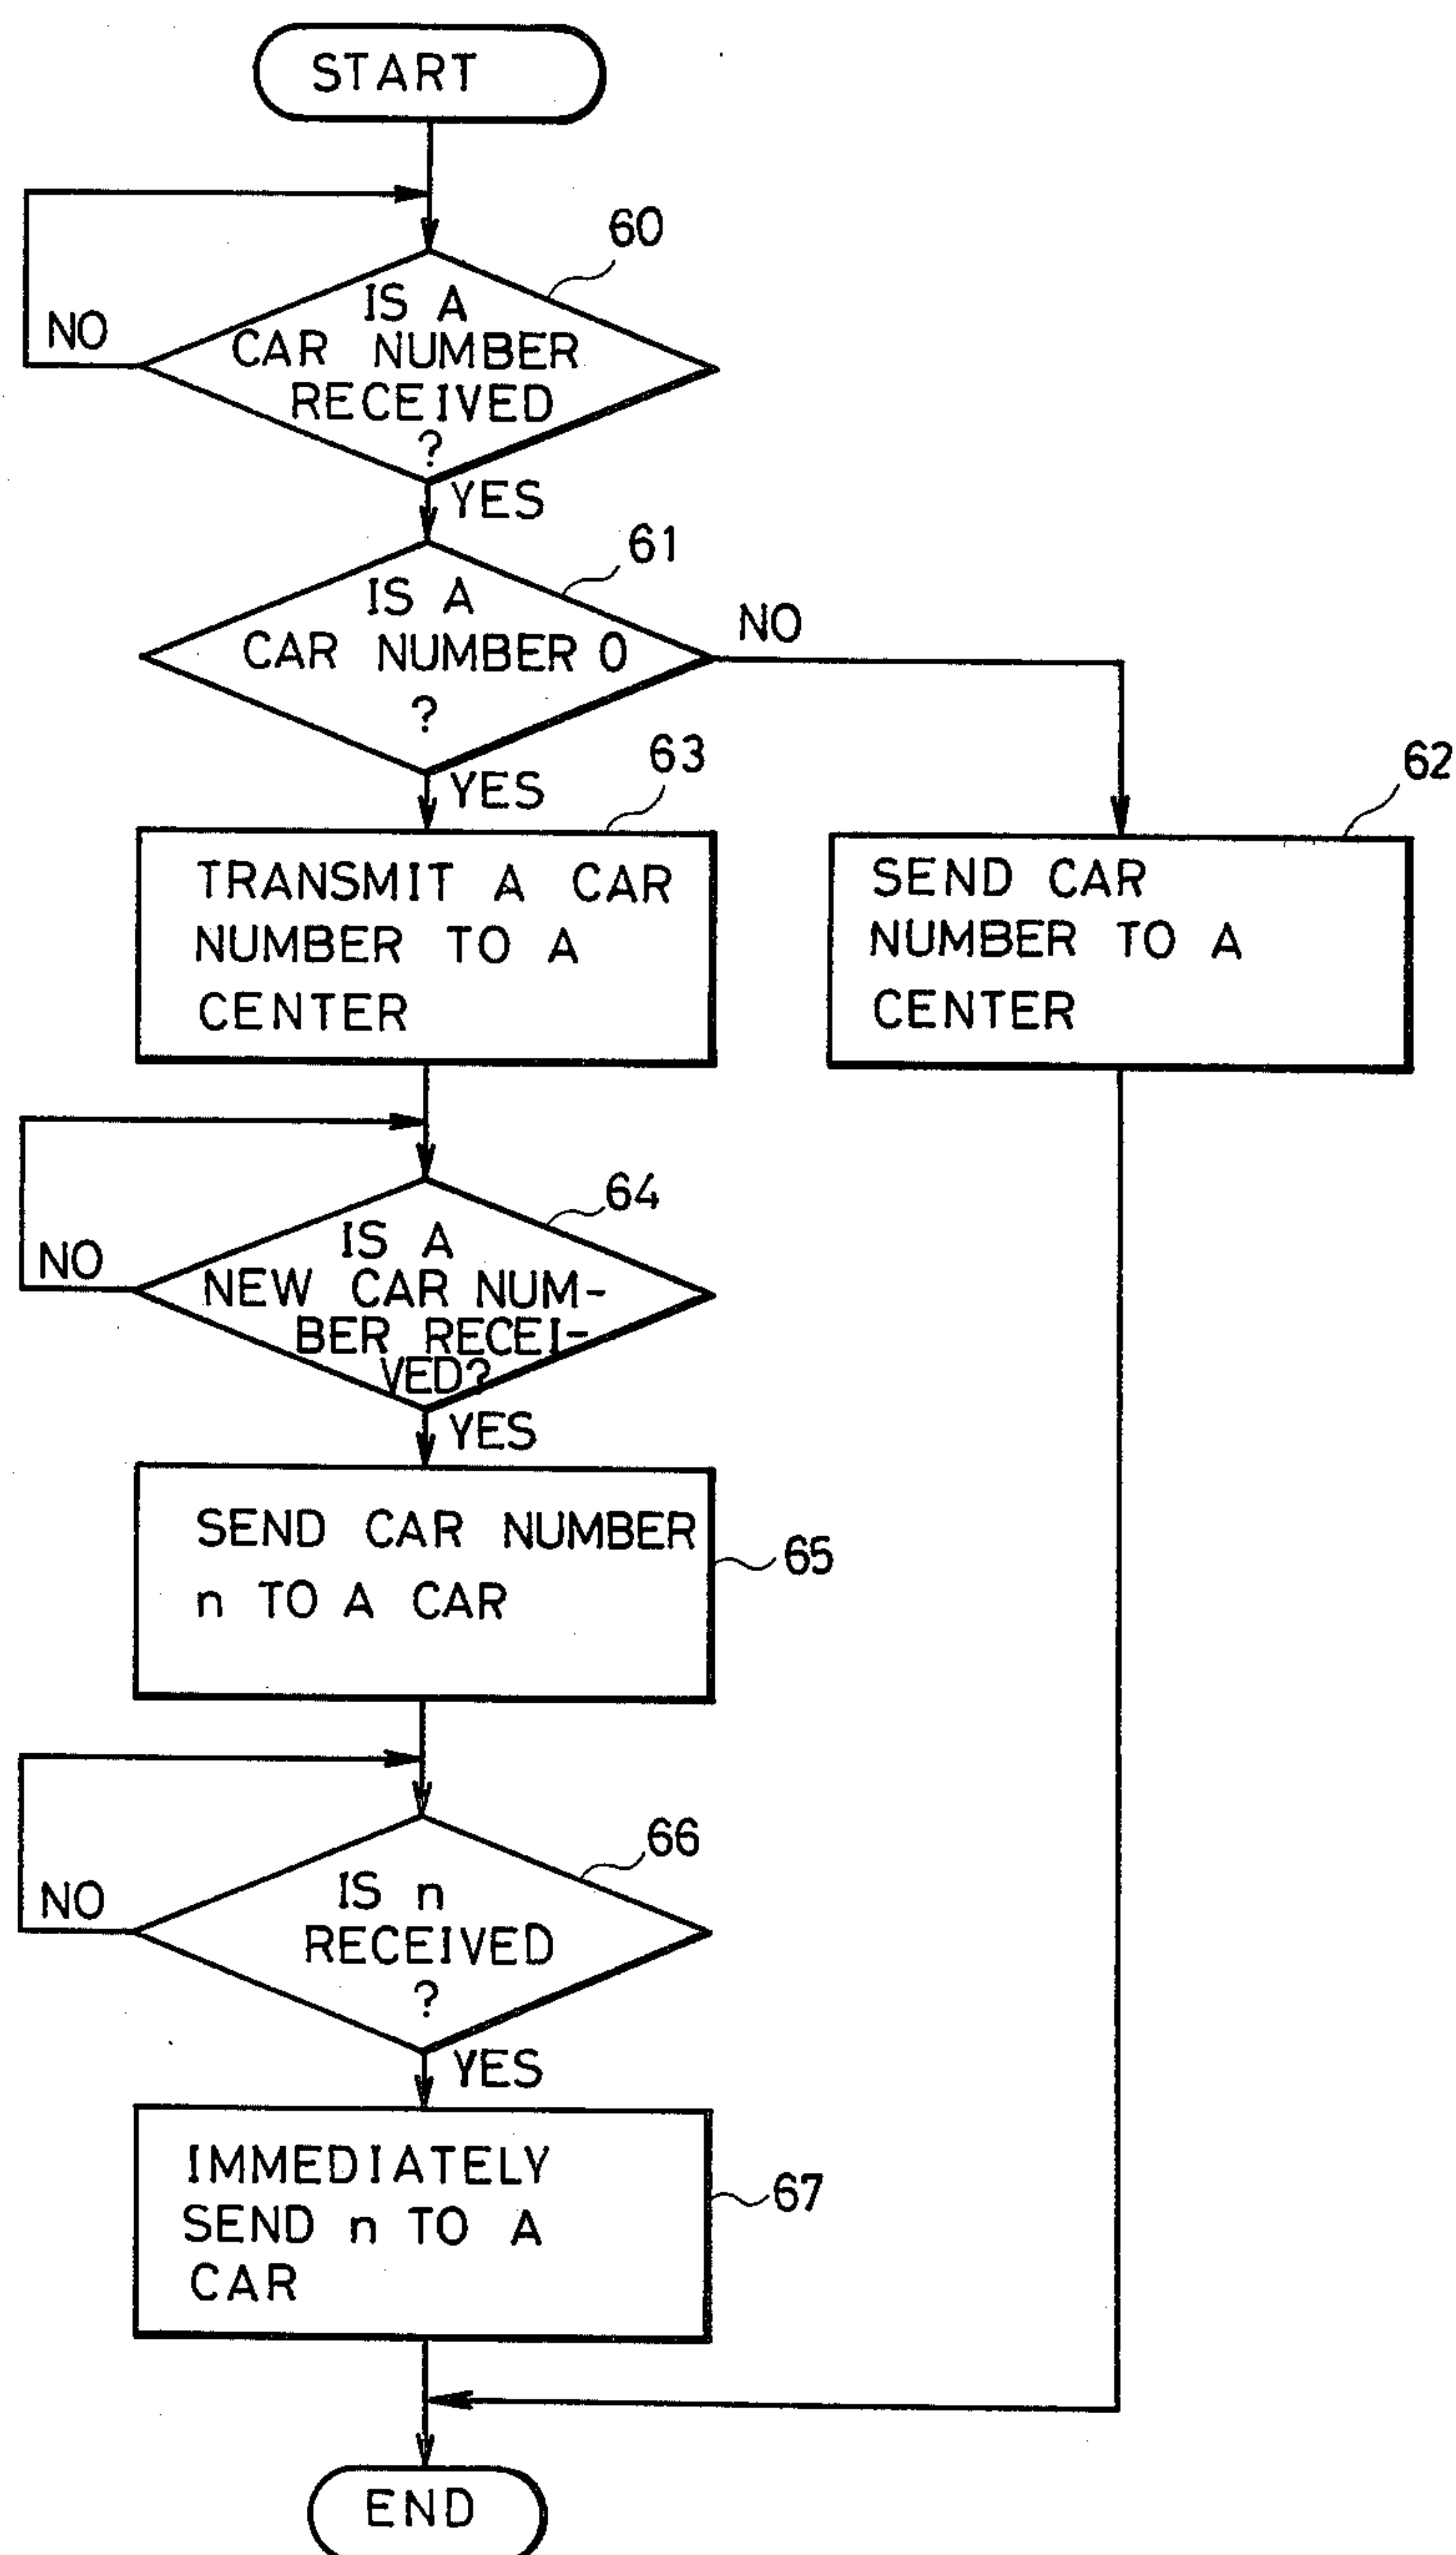 START
60
IS A
CAR NUMBER
RECEIVED
?
NO
YES
61
IS A
CAR NUMBER 0
?
NO
YES
63
TRANSMIT A CAR
NUMBER TO A
CENTER
62
SEND CAR
NUMBER TO A
CENTER
64
IS A
NEW CAR NUM-
BER RECEI-
VED?
NO
YES
SEND CAR NUMBER
n TO A CAR
65
66
IS n
RECEIVED
?
NO
YES
IMMEDIATELY
SEND n TO A
CAR
67
END